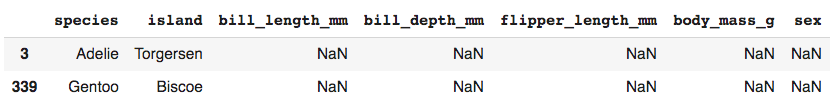 species island bill_length_mm bill_depth_mm flipper_length_mm body_mass_g sex
3 Adelie Torgersen NaN NaN NaN NaN NaN
339 Gentoo Biscoe NaN NaN NaN NaN NaN